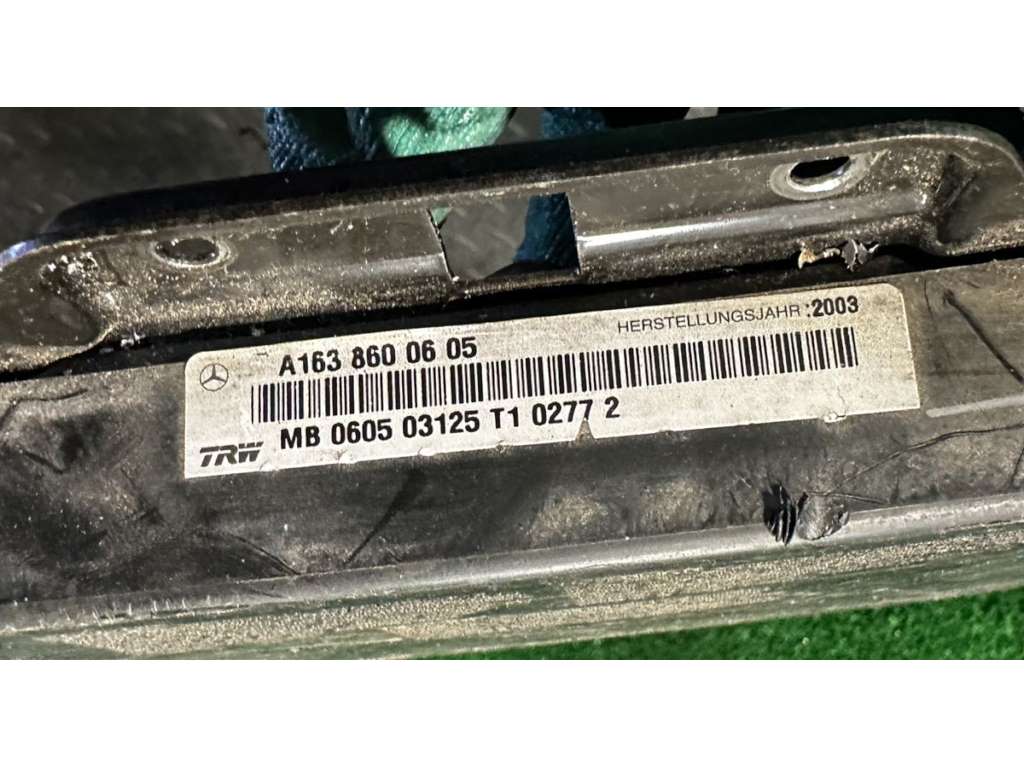 A163 860 06 05
HERSTELLUNGSJAHR :2003
MB 0605 03125 T1 0277 2
TRW